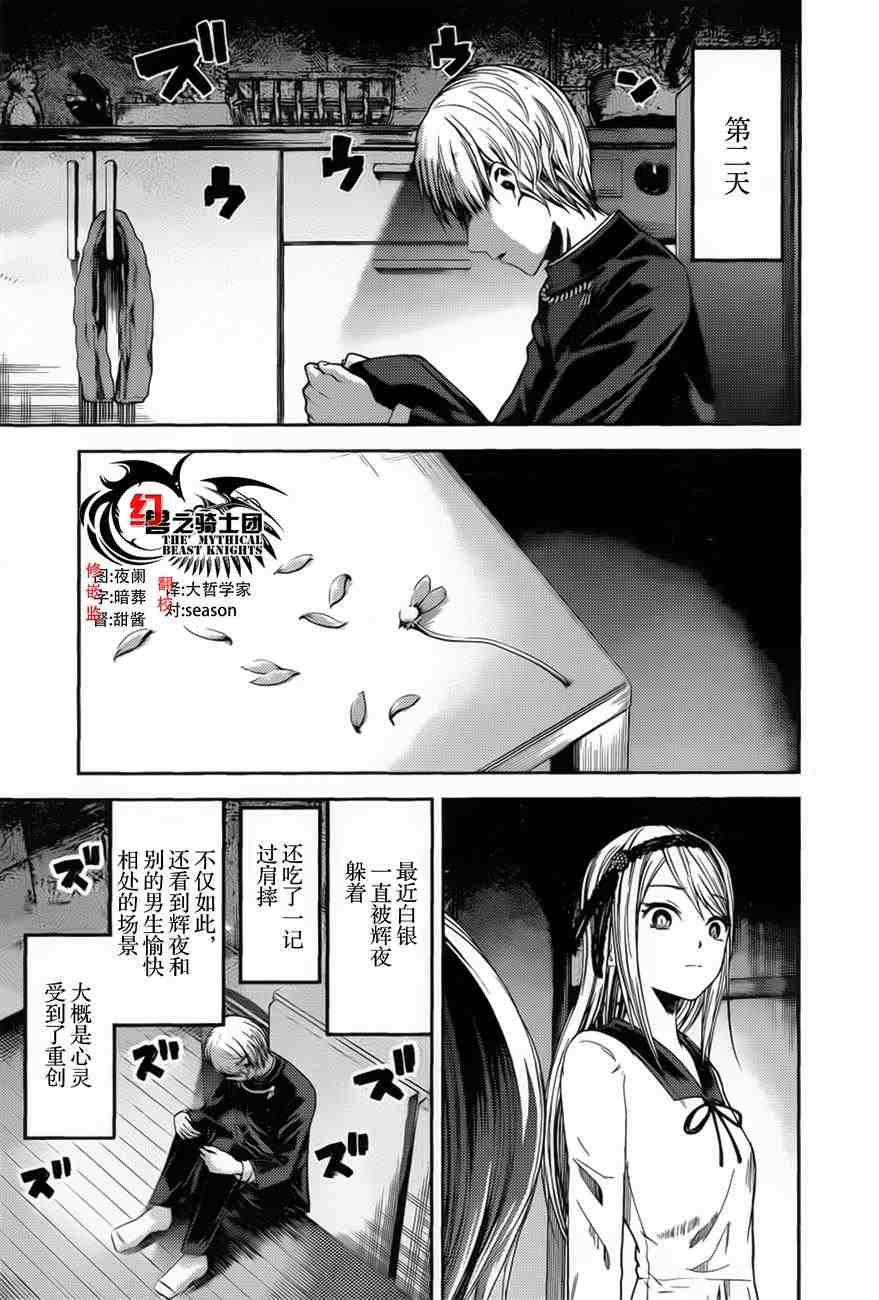 第二天
ズウ
ズウ
幻兽之骑士团
THE MYTHICAL
BEAST KNIGHTS
修图:夜阑
嵌字:暗葬
监督:甜酱
翻译:大哲学家
校对:season
最近白银
一直被辉夜
躲着
还吃了一记
过肩摔
不仅如此,
还看到辉夜和
别的男生愉快
相处的场景
大概是心灵
受到了重创
ズ
ズ
ズ
ズ
ズ